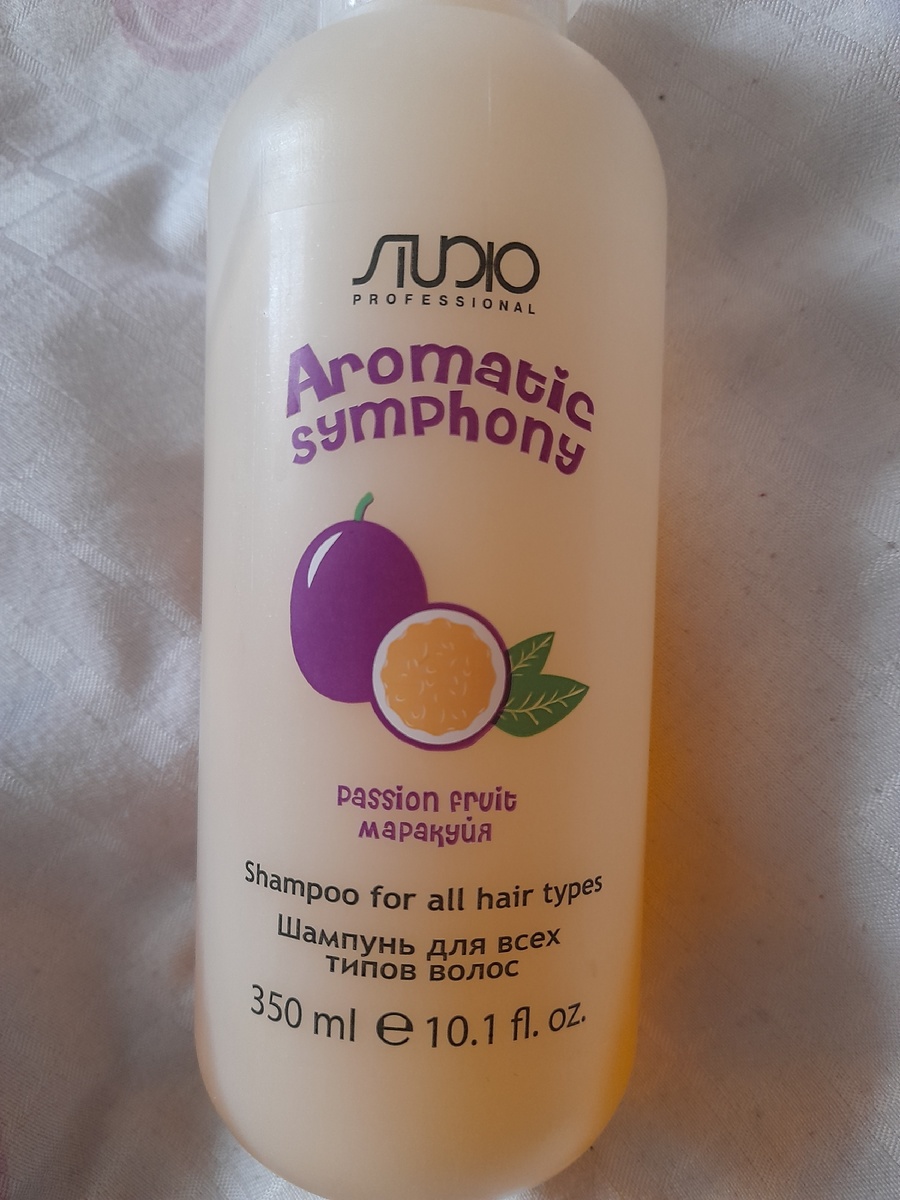 STUDIO
PROFESSIONAL
Aromatic
symphony
passion fruit
маракуйя
Shampoo for all hair types
Шампунь для всех
типов волос
350 ml ℮ 10.1 fl. oz.